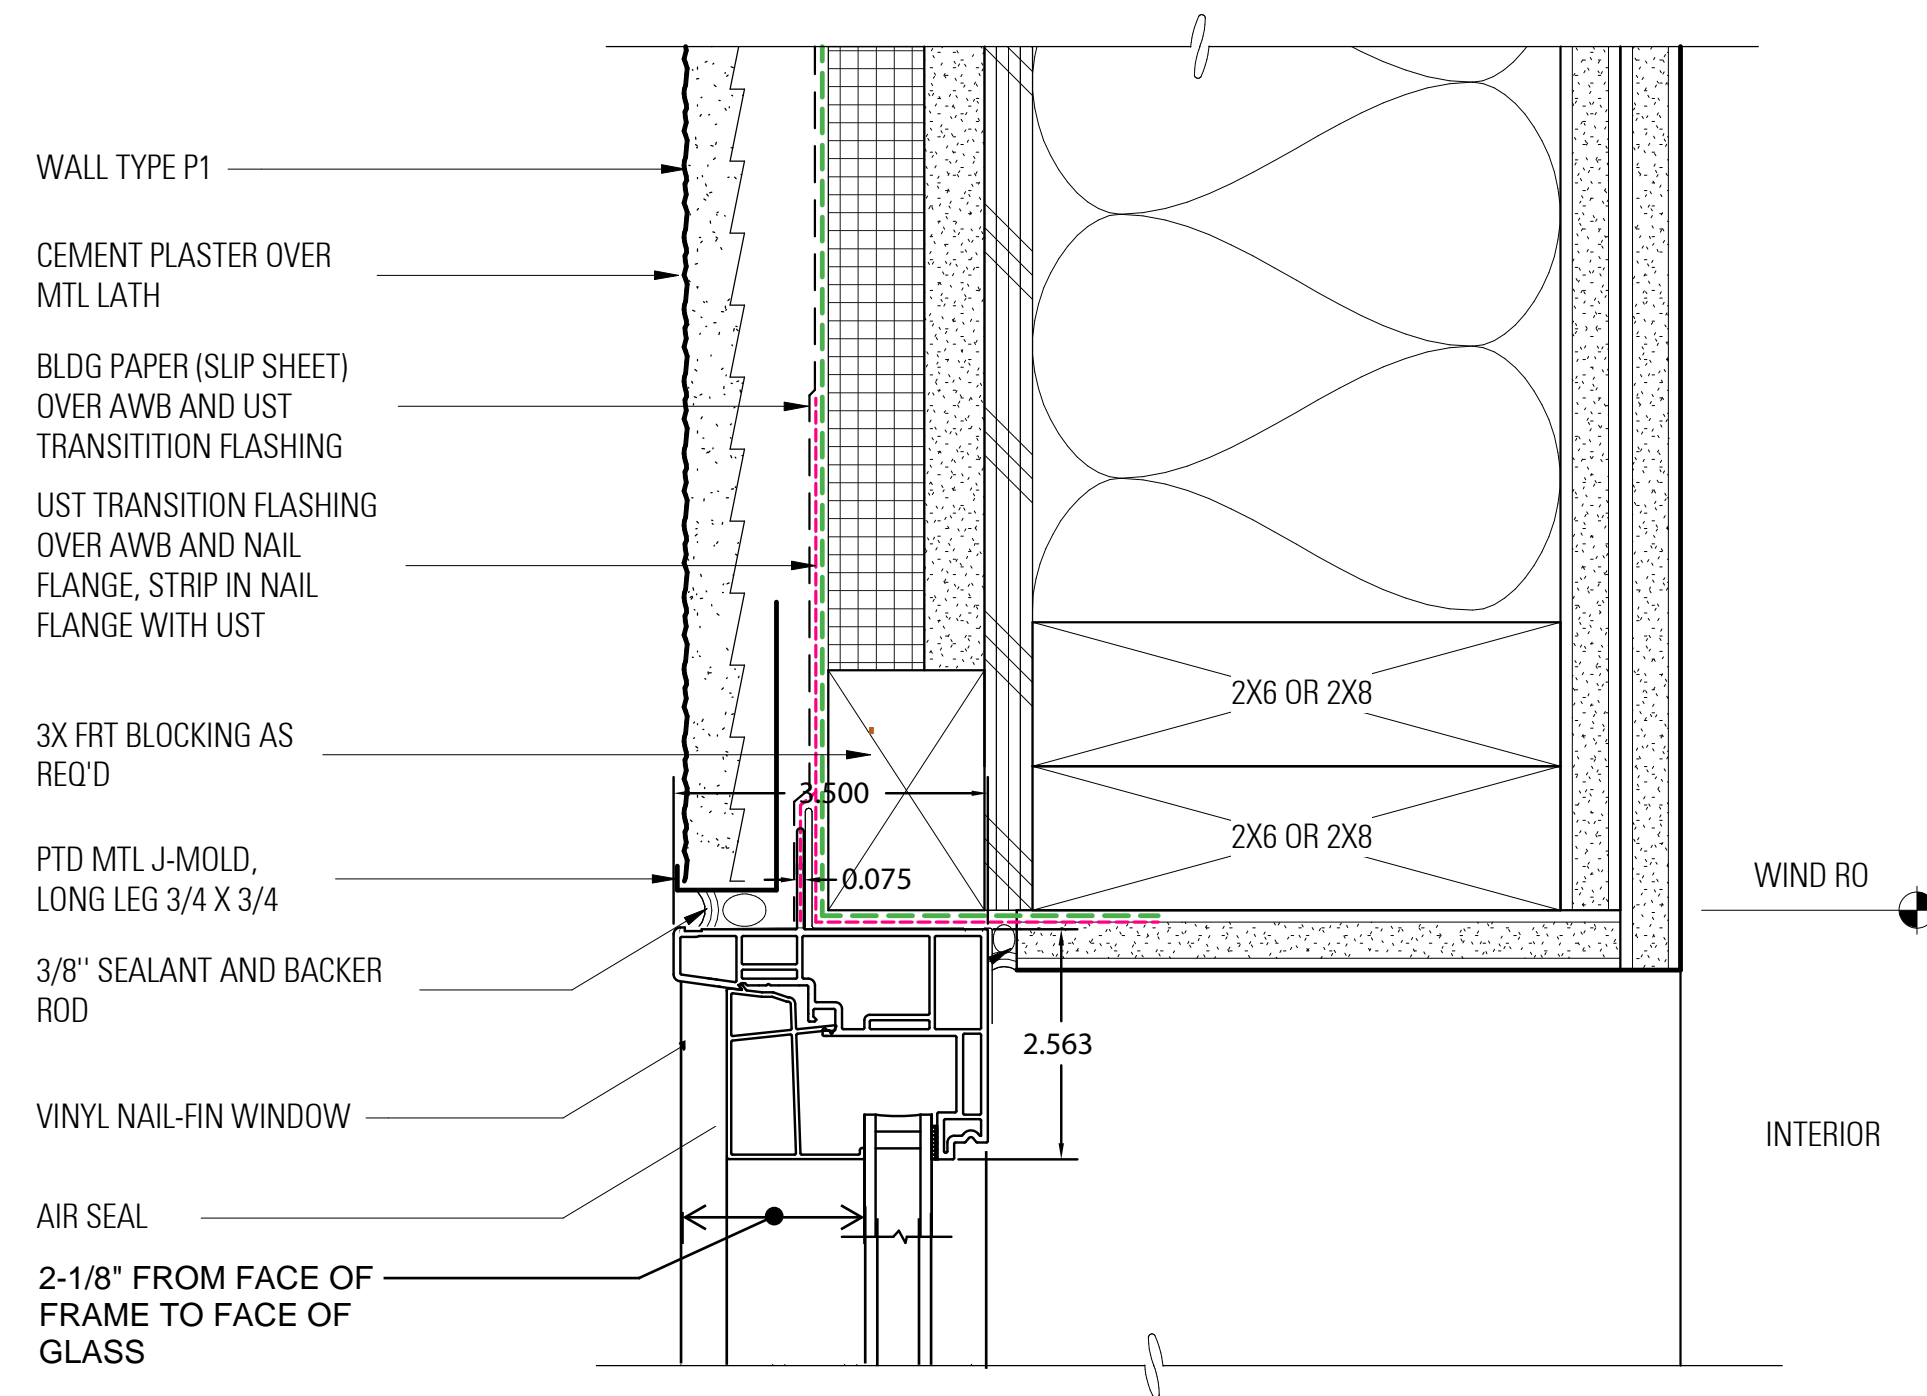 WALL TYPE P1
CEMENT PLASTER OVER
MTL LATH
BLDG PAPER (SLIP SHEET)
OVER AWB AND UST
TRANSITITION FLASHING
UST TRANSITION FLASHING
OVER AWB AND NAIL
FLANGE, STRIP IN NAIL
FLANGE WITH UST
2X6 OR 2X8
3X FRT BLOCKING AS
REQ'D
3.500
2X6 OR 2X8
PTD MTL J-MOLD,
LONG LEG 3/4 X 3/4
0.075
WIND RO
3/8'' SEALANT AND BACKER
ROD
2.563
VINYL NAIL-FIN WINDOW
INTERIOR
AIR SEAL
2-1/8" FROM FACE OF
FRAME TO FACE OF
GLASS